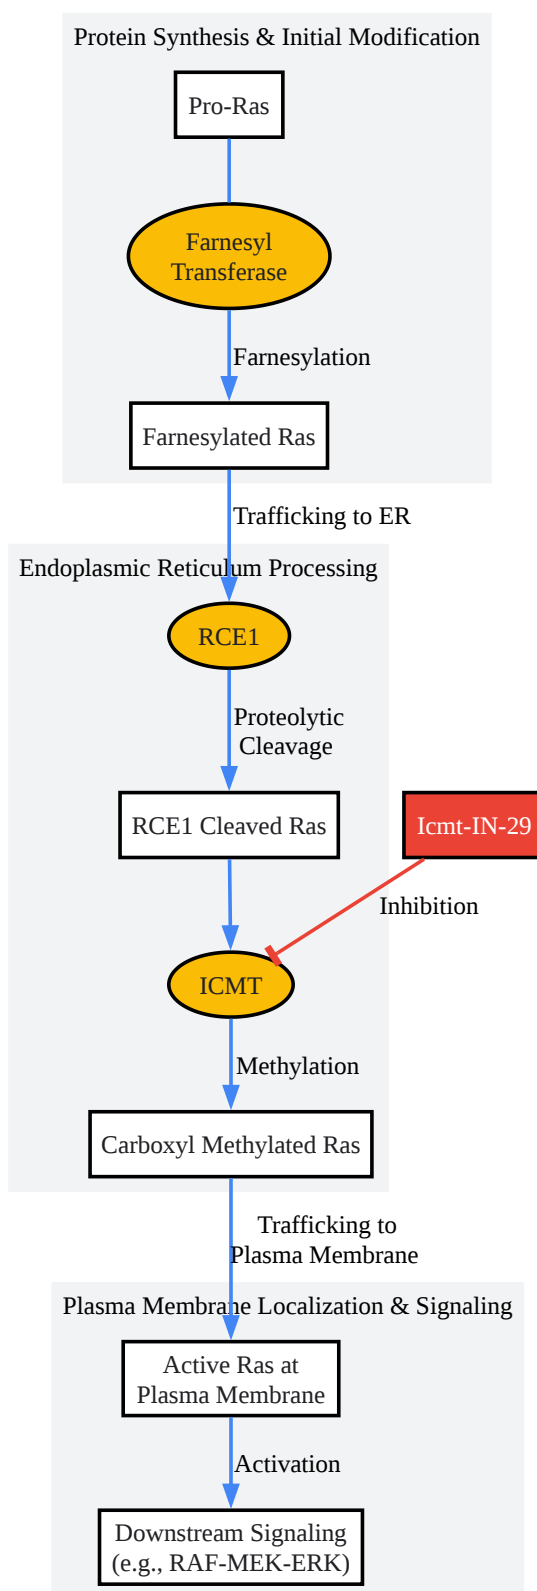 Protein Synthesis & Initial Modification
Pro-Ras
Farnesyl
Transferase
Farnesylation
Farnesylated Ras
Trafficking to ER
Endoplasmic Reticulum Processing
RCE1
Proteolytic
Cleavage
RCE1 Cleaved Ras
Icmt-IN-29
Inhibition
ICMT
Methylation
Carboxyl Methylated Ras
Trafficking to
Plasma Membrane
Plasma Membrane Localization & Signaling
Active Ras at
Plasma Membrane
Activation
Downstream Signaling
(e.g., RAF-MEK-ERK)